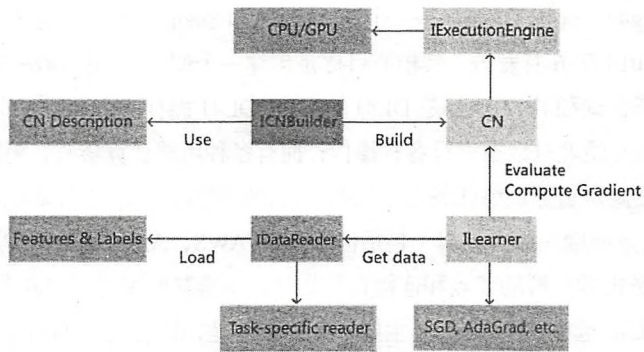 CPU/GPU
IExecutionEngine
CN Description
Use
ICNBuilder
Build
CN
Evaluate
Compute Gradient
Features & Labels
Load
IDataReader
Get data
ILearner
Task-specific reader
SGD, AdaGrad, etc.